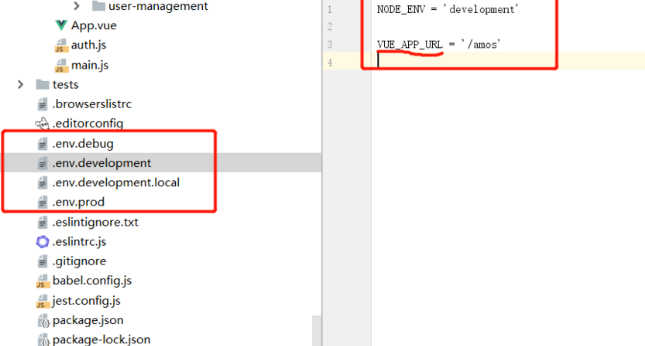 user-management
App.vue
auth.js
main.js
tests
.browserslistrc
.editorconfig
.env.debug
.env.development
.env.development.local
.env.prod
.eslintignore.txt
.eslintrc.js
.gitignore
babel.config.js
jest.config.js
package.json
package-lock.json
1 NODE_ENV = 'development'
2
3 VUE_APP_URL = '/amos'
4